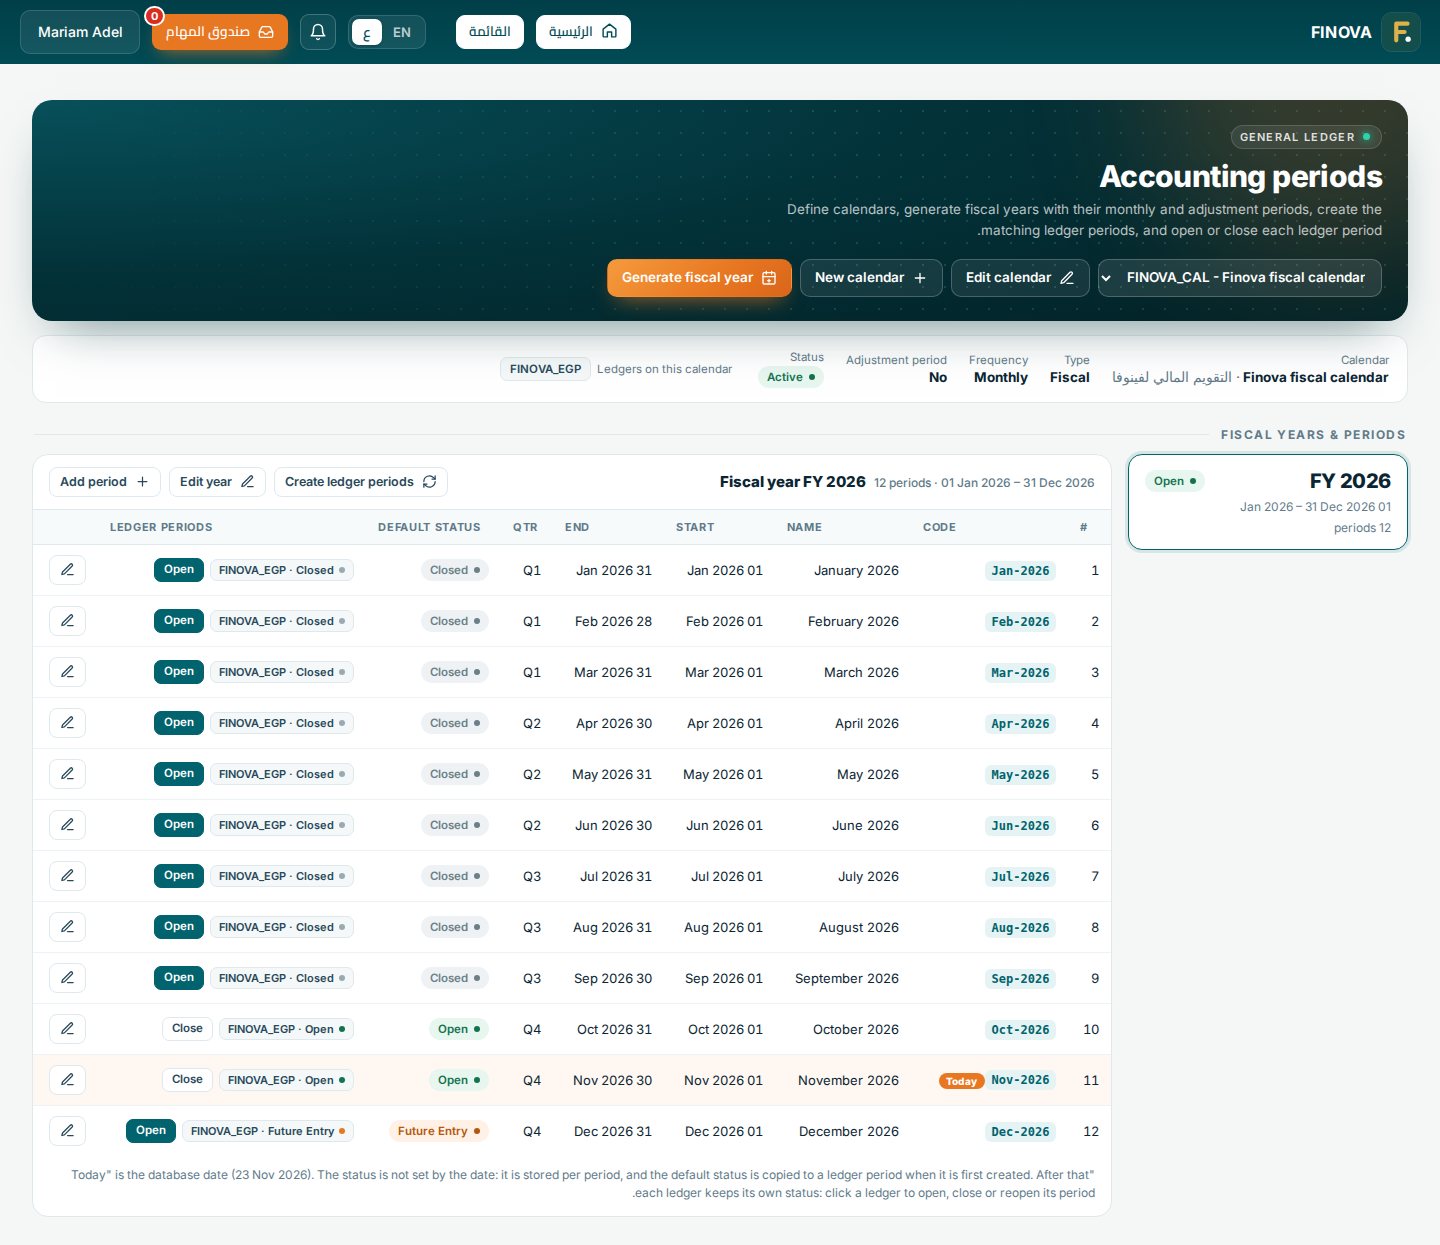 FINOVA
F.
الرئيسية
القائمة
EN
ع
صندوق المهام
0
Mariam Adel
GENERAL LEDGER
Accounting periods
Define calendars, generate fiscal years with their monthly and adjustment periods, create the
.matching ledger periods, and open or close each ledger period
FINOVA_CAL - Finova fiscal calendar
Edit calendar
New calendar
Generate fiscal year
Calendar
Finova fiscal calendar · التقويم المالي لفينوفا
Type
Fiscal
Frequency
Monthly
Adjustment period
No
Status
Active
Ledgers on this calendar
FINOVA_EGP
FISCAL YEARS & PERIODS
FY 2026
Open
Jan 2026 – 31 Dec 2026 01
periods 12
Fiscal year FY 2026 12 periods · 01 Jan 2026 – 31 Dec 2026
Create ledger periods
Edit year
Add period
# CODE NAME START END QTR DEFAULT STATUS LEDGER PERIODS
1 Jan-2026 January 2026 Jan 2026 01 Jan 2026 31 Q1 Closed FINOVA_EGP · Closed Open
2 Feb-2026 February 2026 Feb 2026 01 Feb 2026 28 Q1 Closed FINOVA_EGP · Closed Open
3 Mar-2026 March 2026 Mar 2026 01 Mar 2026 31 Q1 Closed FINOVA_EGP · Closed Open
4 Apr-2026 April 2026 Apr 2026 01 Apr 2026 30 Q2 Closed FINOVA_EGP · Closed Open
5 May-2026 May 2026 May 2026 01 May 2026 31 Q2 Closed FINOVA_EGP · Closed Open
6 Jun-2026 June 2026 Jun 2026 01 Jun 2026 30 Q2 Closed FINOVA_EGP · Closed Open
7 Jul-2026 July 2026 Jul 2026 01 Jul 2026 31 Q3 Closed FINOVA_EGP · Closed Open
8 Aug-2026 August 2026 Aug 2026 01 Aug 2026 31 Q3 Closed FINOVA_EGP · Closed Open
9 Sep-2026 September 2026 Sep 2026 01 Sep 2026 30 Q3 Closed FINOVA_EGP · Closed Open
10 Oct-2026 October 2026 Oct 2026 01 Oct 2026 31 Q4 Open FINOVA_EGP · Open Close
11 Nov-2026 Today November 2026 Nov 2026 01 Nov 2026 30 Q4 Open FINOVA_EGP · Open Close
12 Dec-2026 December 2026 Dec 2026 01 Dec 2026 31 Q4 Future Entry FINOVA_EGP · Future Entry Open
Today" is the database date (23 Nov 2026). The status is not set by the date: it is stored per period, and the default status is copied to a ledger period when it is first created. After that"
.each ledger keeps its own status: click a ledger to open, close or reopen its period